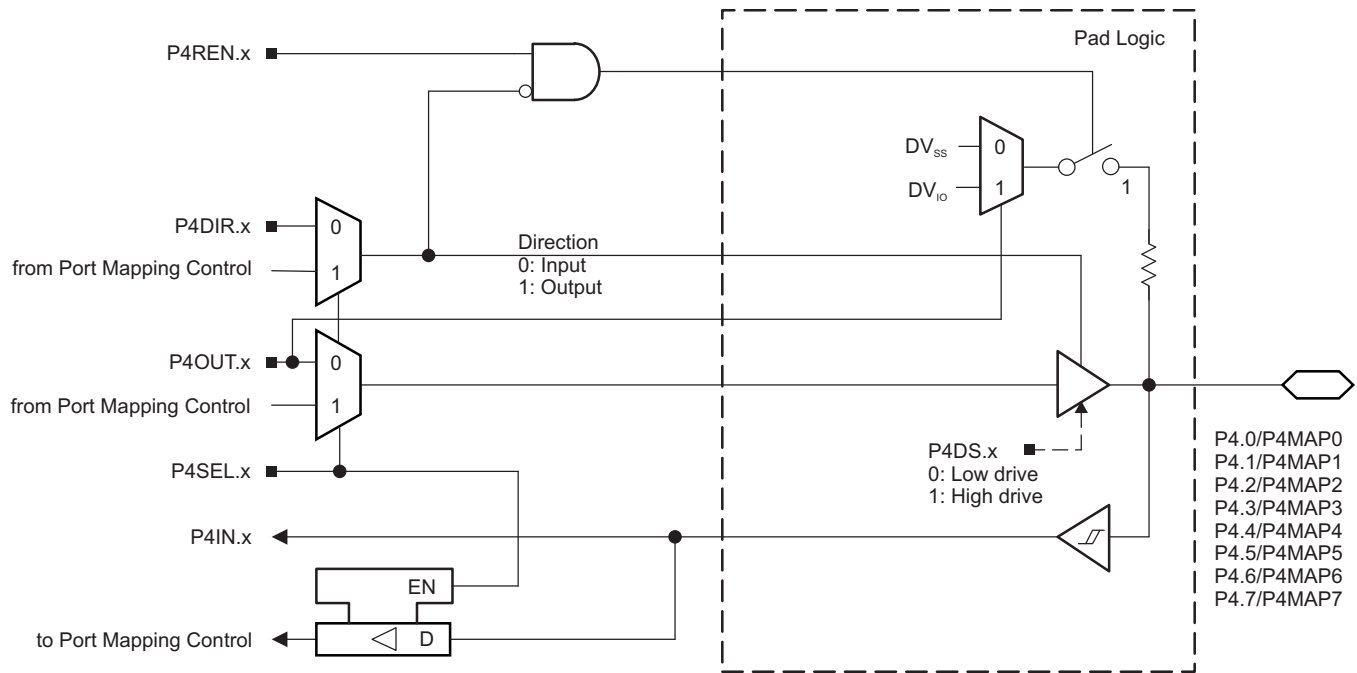 Pad Logic
P4REN.x
DVSS
0
DVIO
1
1
P4DIR.x
0
from Port Mapping Control
1
Direction
0: Input
1: Output
P4OUT.x
0
from Port Mapping Control
1
P4DS.x
0: Low drive
1: High drive
P4SEL.x
P4IN.x
EN
D
to Port Mapping Control
P4.0/P4MAP0
P4.1/P4MAP1
P4.2/P4MAP2
P4.3/P4MAP3
P4.4/P4MAP4
P4.5/P4MAP5
P4.6/P4MAP6
P4.7/P4MAP7